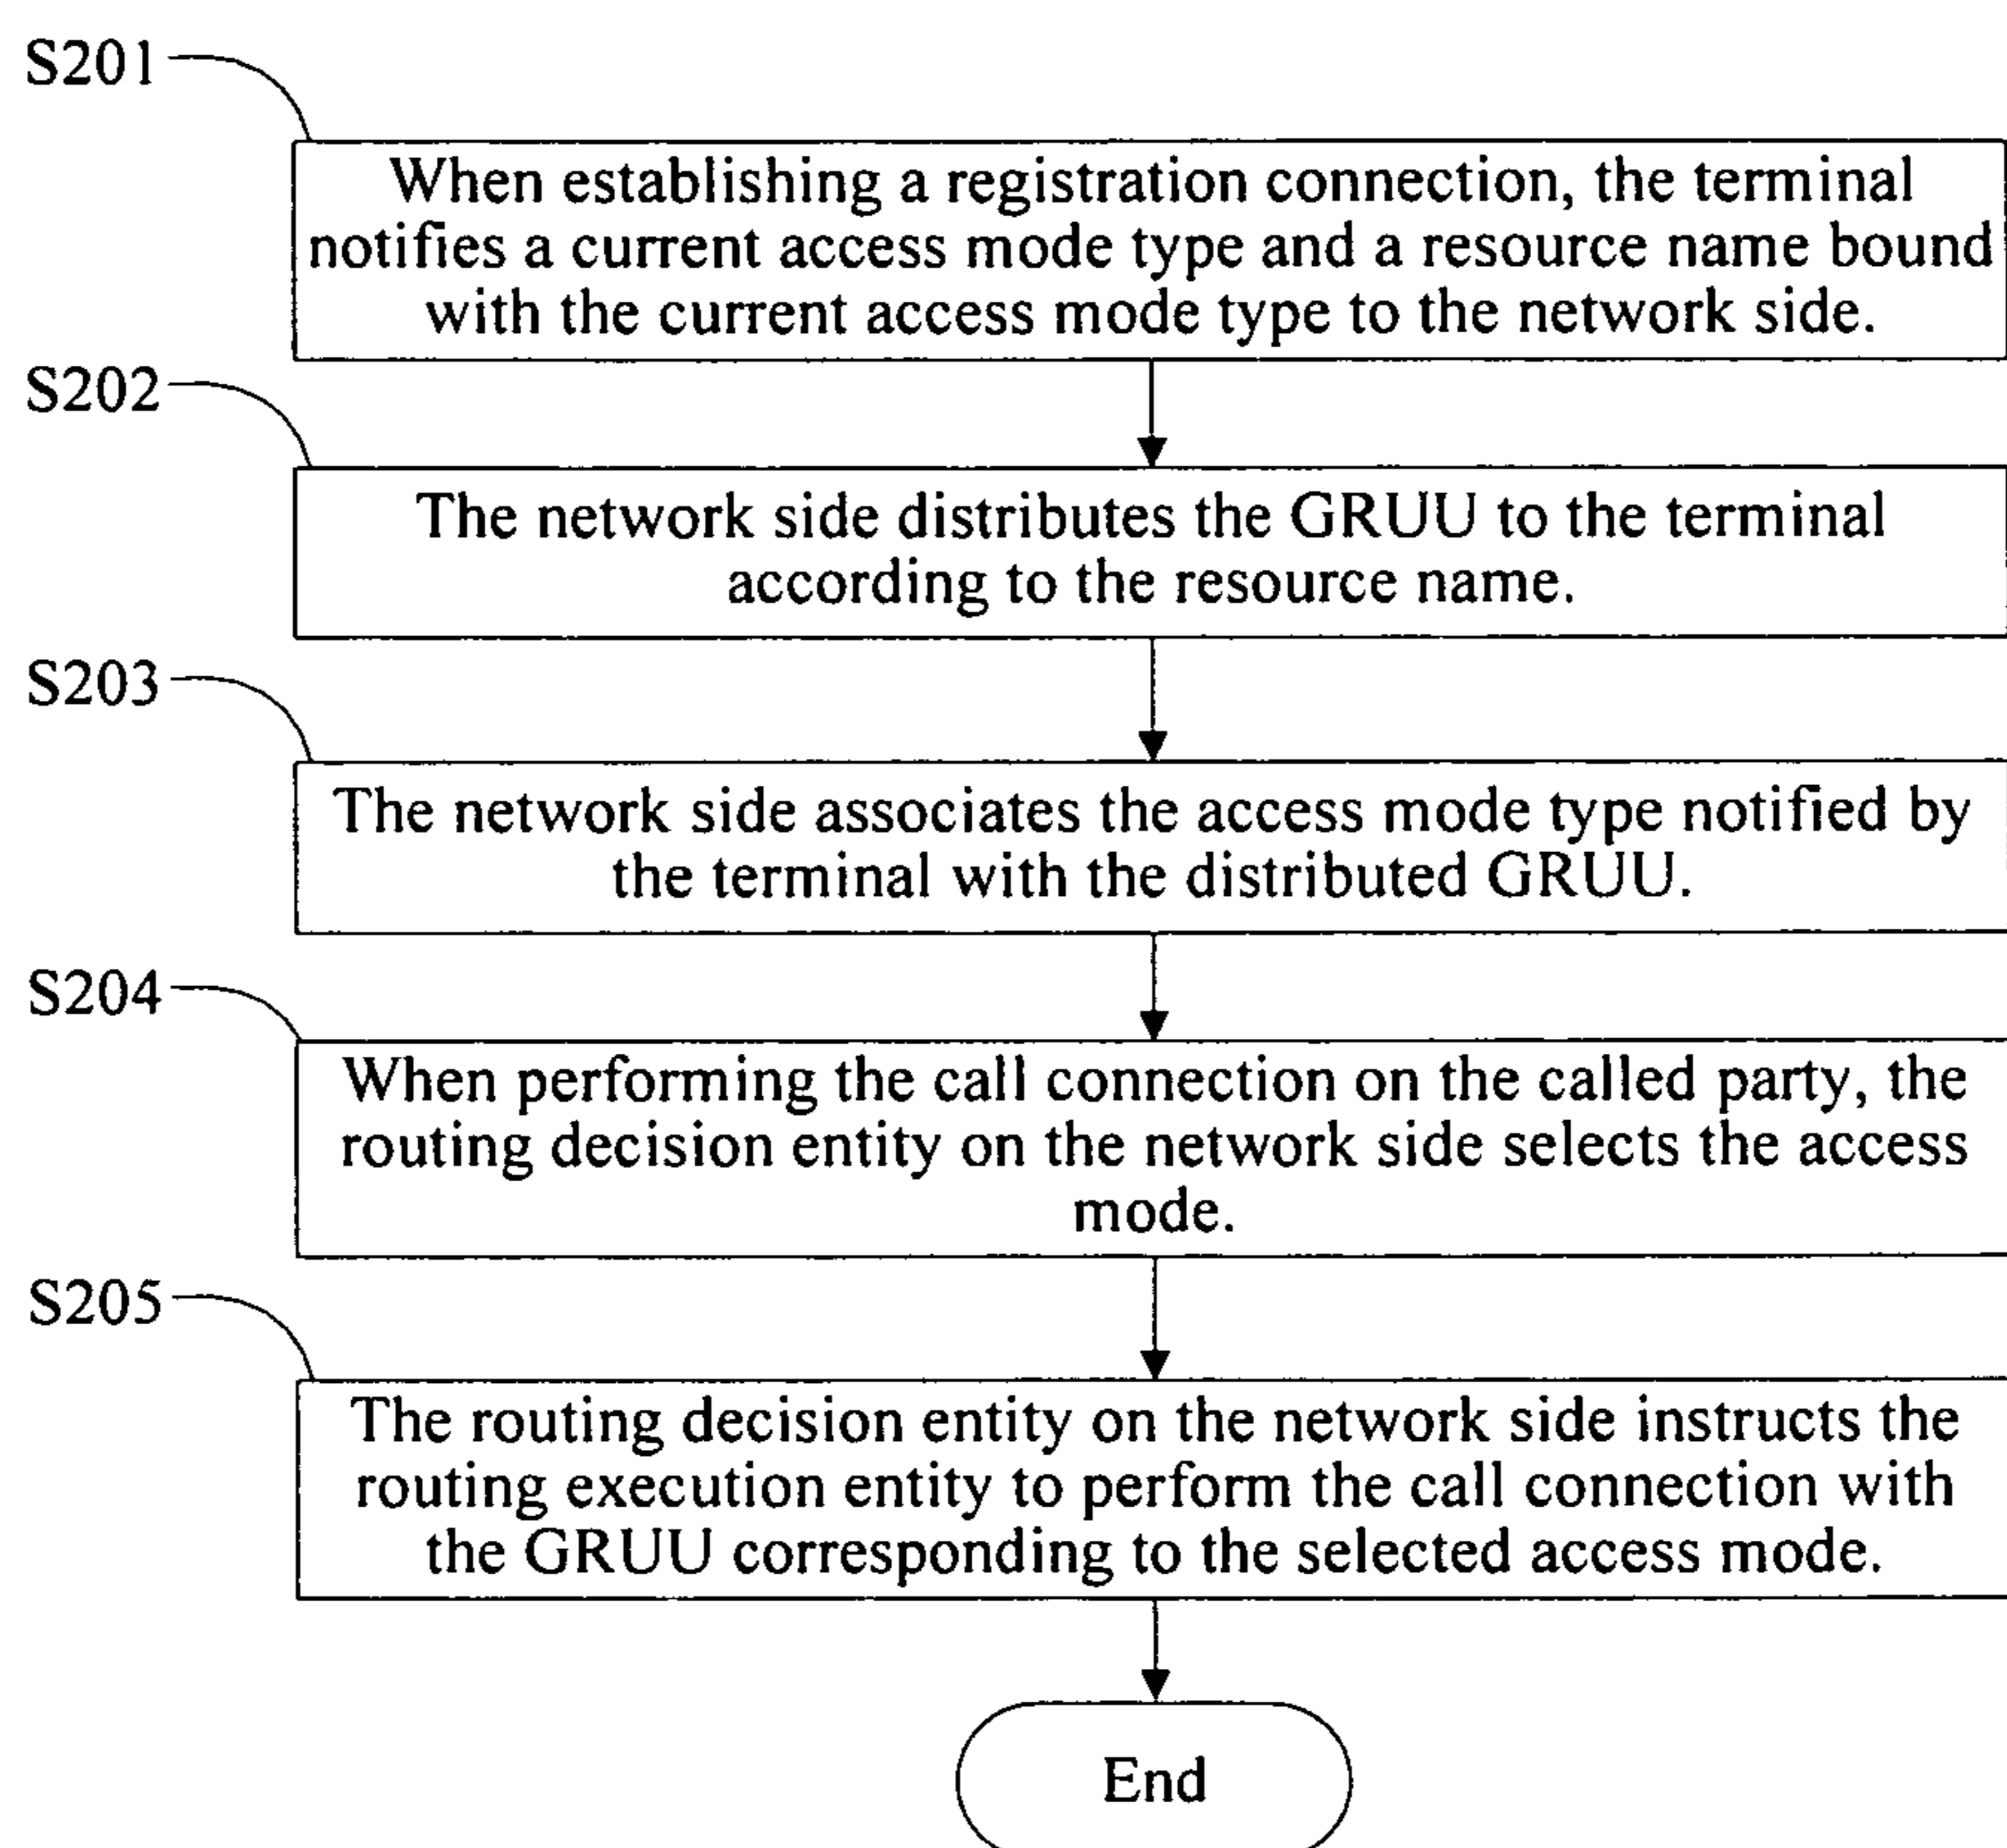 S201
When establishing a registration connection, the terminal
notifies a current access mode type and a resource name bound
with the current access mode type to the network side.
S202
The network side distributes the GRUU to the terminal
according to the resource name.
S203
The network side associates the access mode type notified by
the terminal with the distributed GRUU.
S204
When performing the call connection on the called party, the
routing decision entity on the network side selects the access
mode.
S205
The routing decision entity on the network side instructs the
routing execution entity to perform the call connection with
the GRUU corresponding to the selected access mode.
End